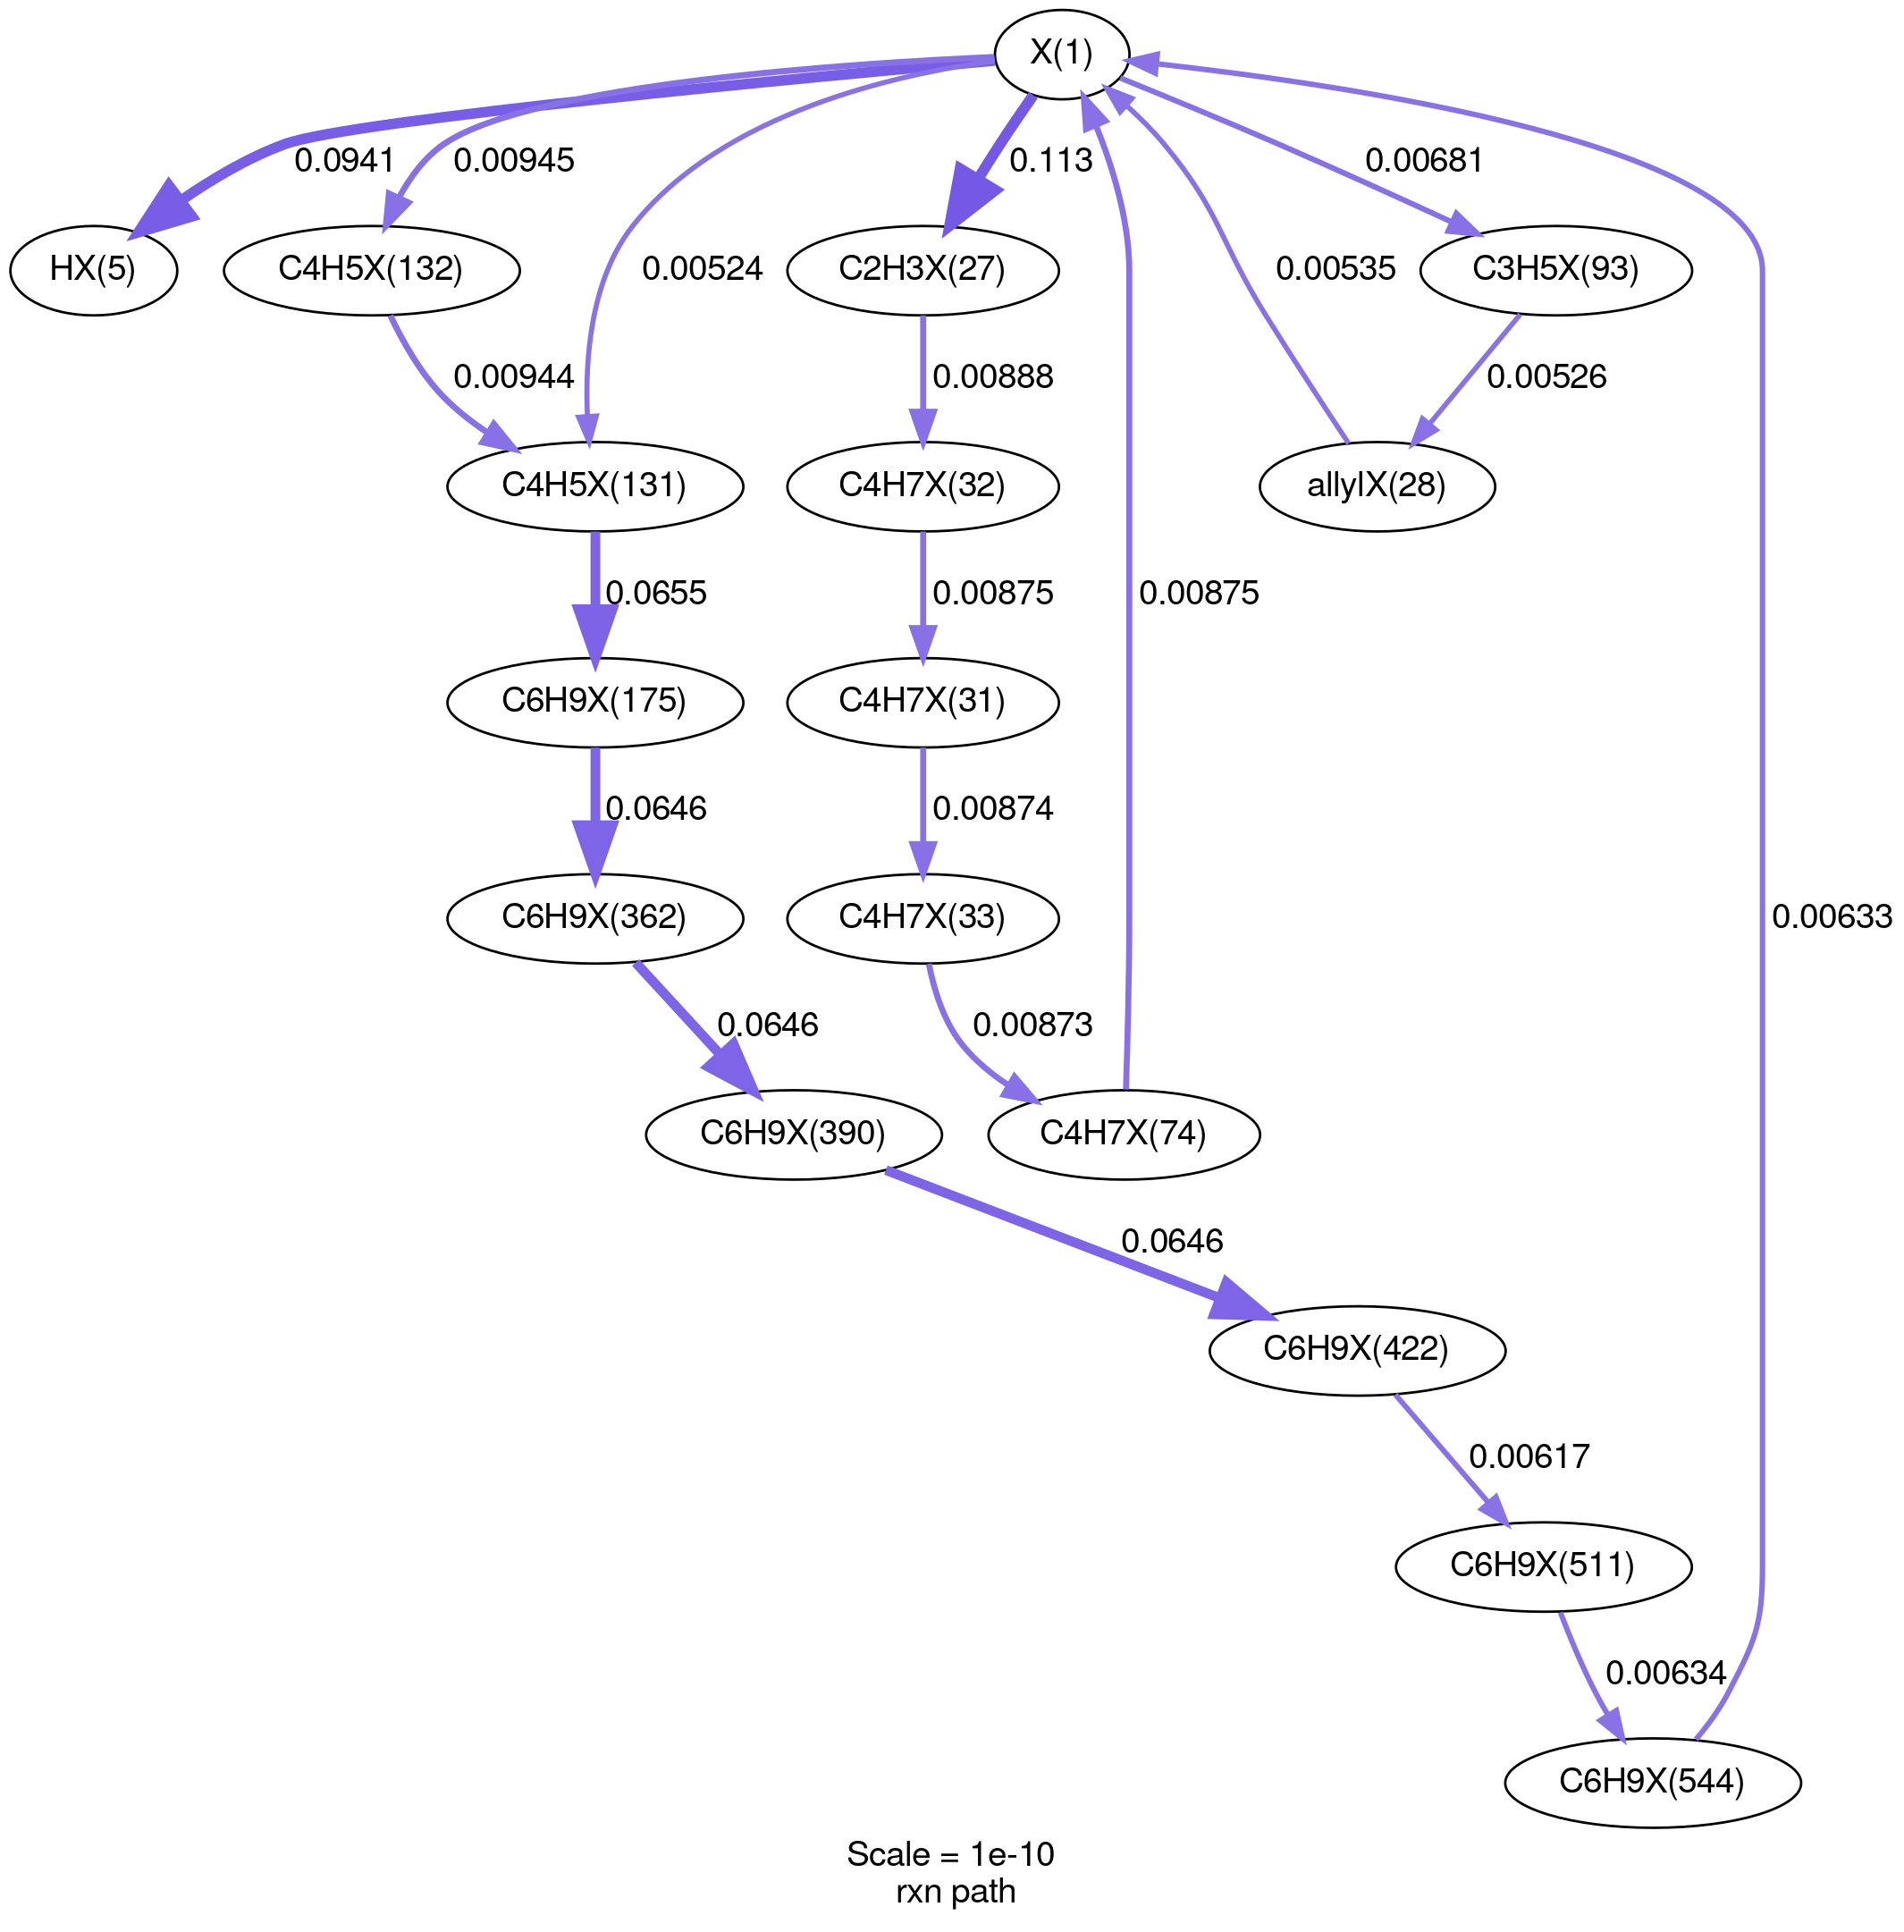 X(1)
0.0941
0.00945
0.113
0.00681
HX(5)
C4H5X(132)
0.00524
C2H3X(27)
0.00535
C3H5X(93)
0.00944
0.00888
0.00526
C4H5X(131)
C4H7X(32)
allylX(28)
0.0655
0.00875
0.00875
C6H9X(175)
C4H7X(31)
0.0646
0.00874
C6H9X(362)
C4H7X(33)
0.00633
0.0646
0.00873
C6H9X(390)
C4H7X(74)
0.0646
C6H9X(422)
0.00617
C6H9X(511)
0.00634
C6H9X(544)
Scale = 1e-10
rxn path